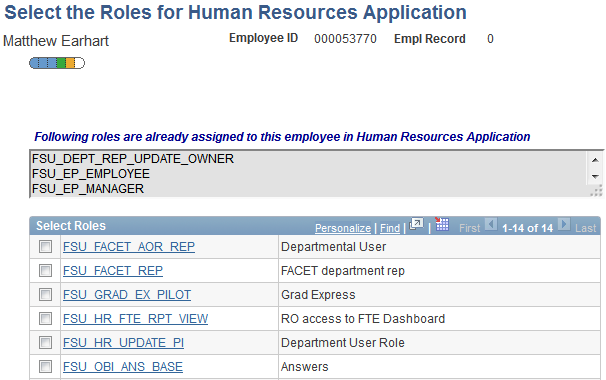 Select the Roles for Human Resources Application
Matthew Earhart Employee ID 000053770 Empl Record 0
Following roles are already assigned to this employee in Human Resources Application
FSU_DEPT_REP_UPDATE_OWNER
FSU_EP_EMPLOYEE
FSU_EP_MANAGER
Select Roles Personalize | Find | | First 1-14 of 14 Last
FSU_FACET_AOR_REP Departmental User
FSU_FACET_REP FACET department rep
FSU_GRAD_EX_PILOT Grad Express
FSU_HR_FTE_RPT_VIEW RO access to FTE Dashboard
FSU_HR_UPDATE_PI Department User Role
FSU_OBI_ANS_BASE Answers